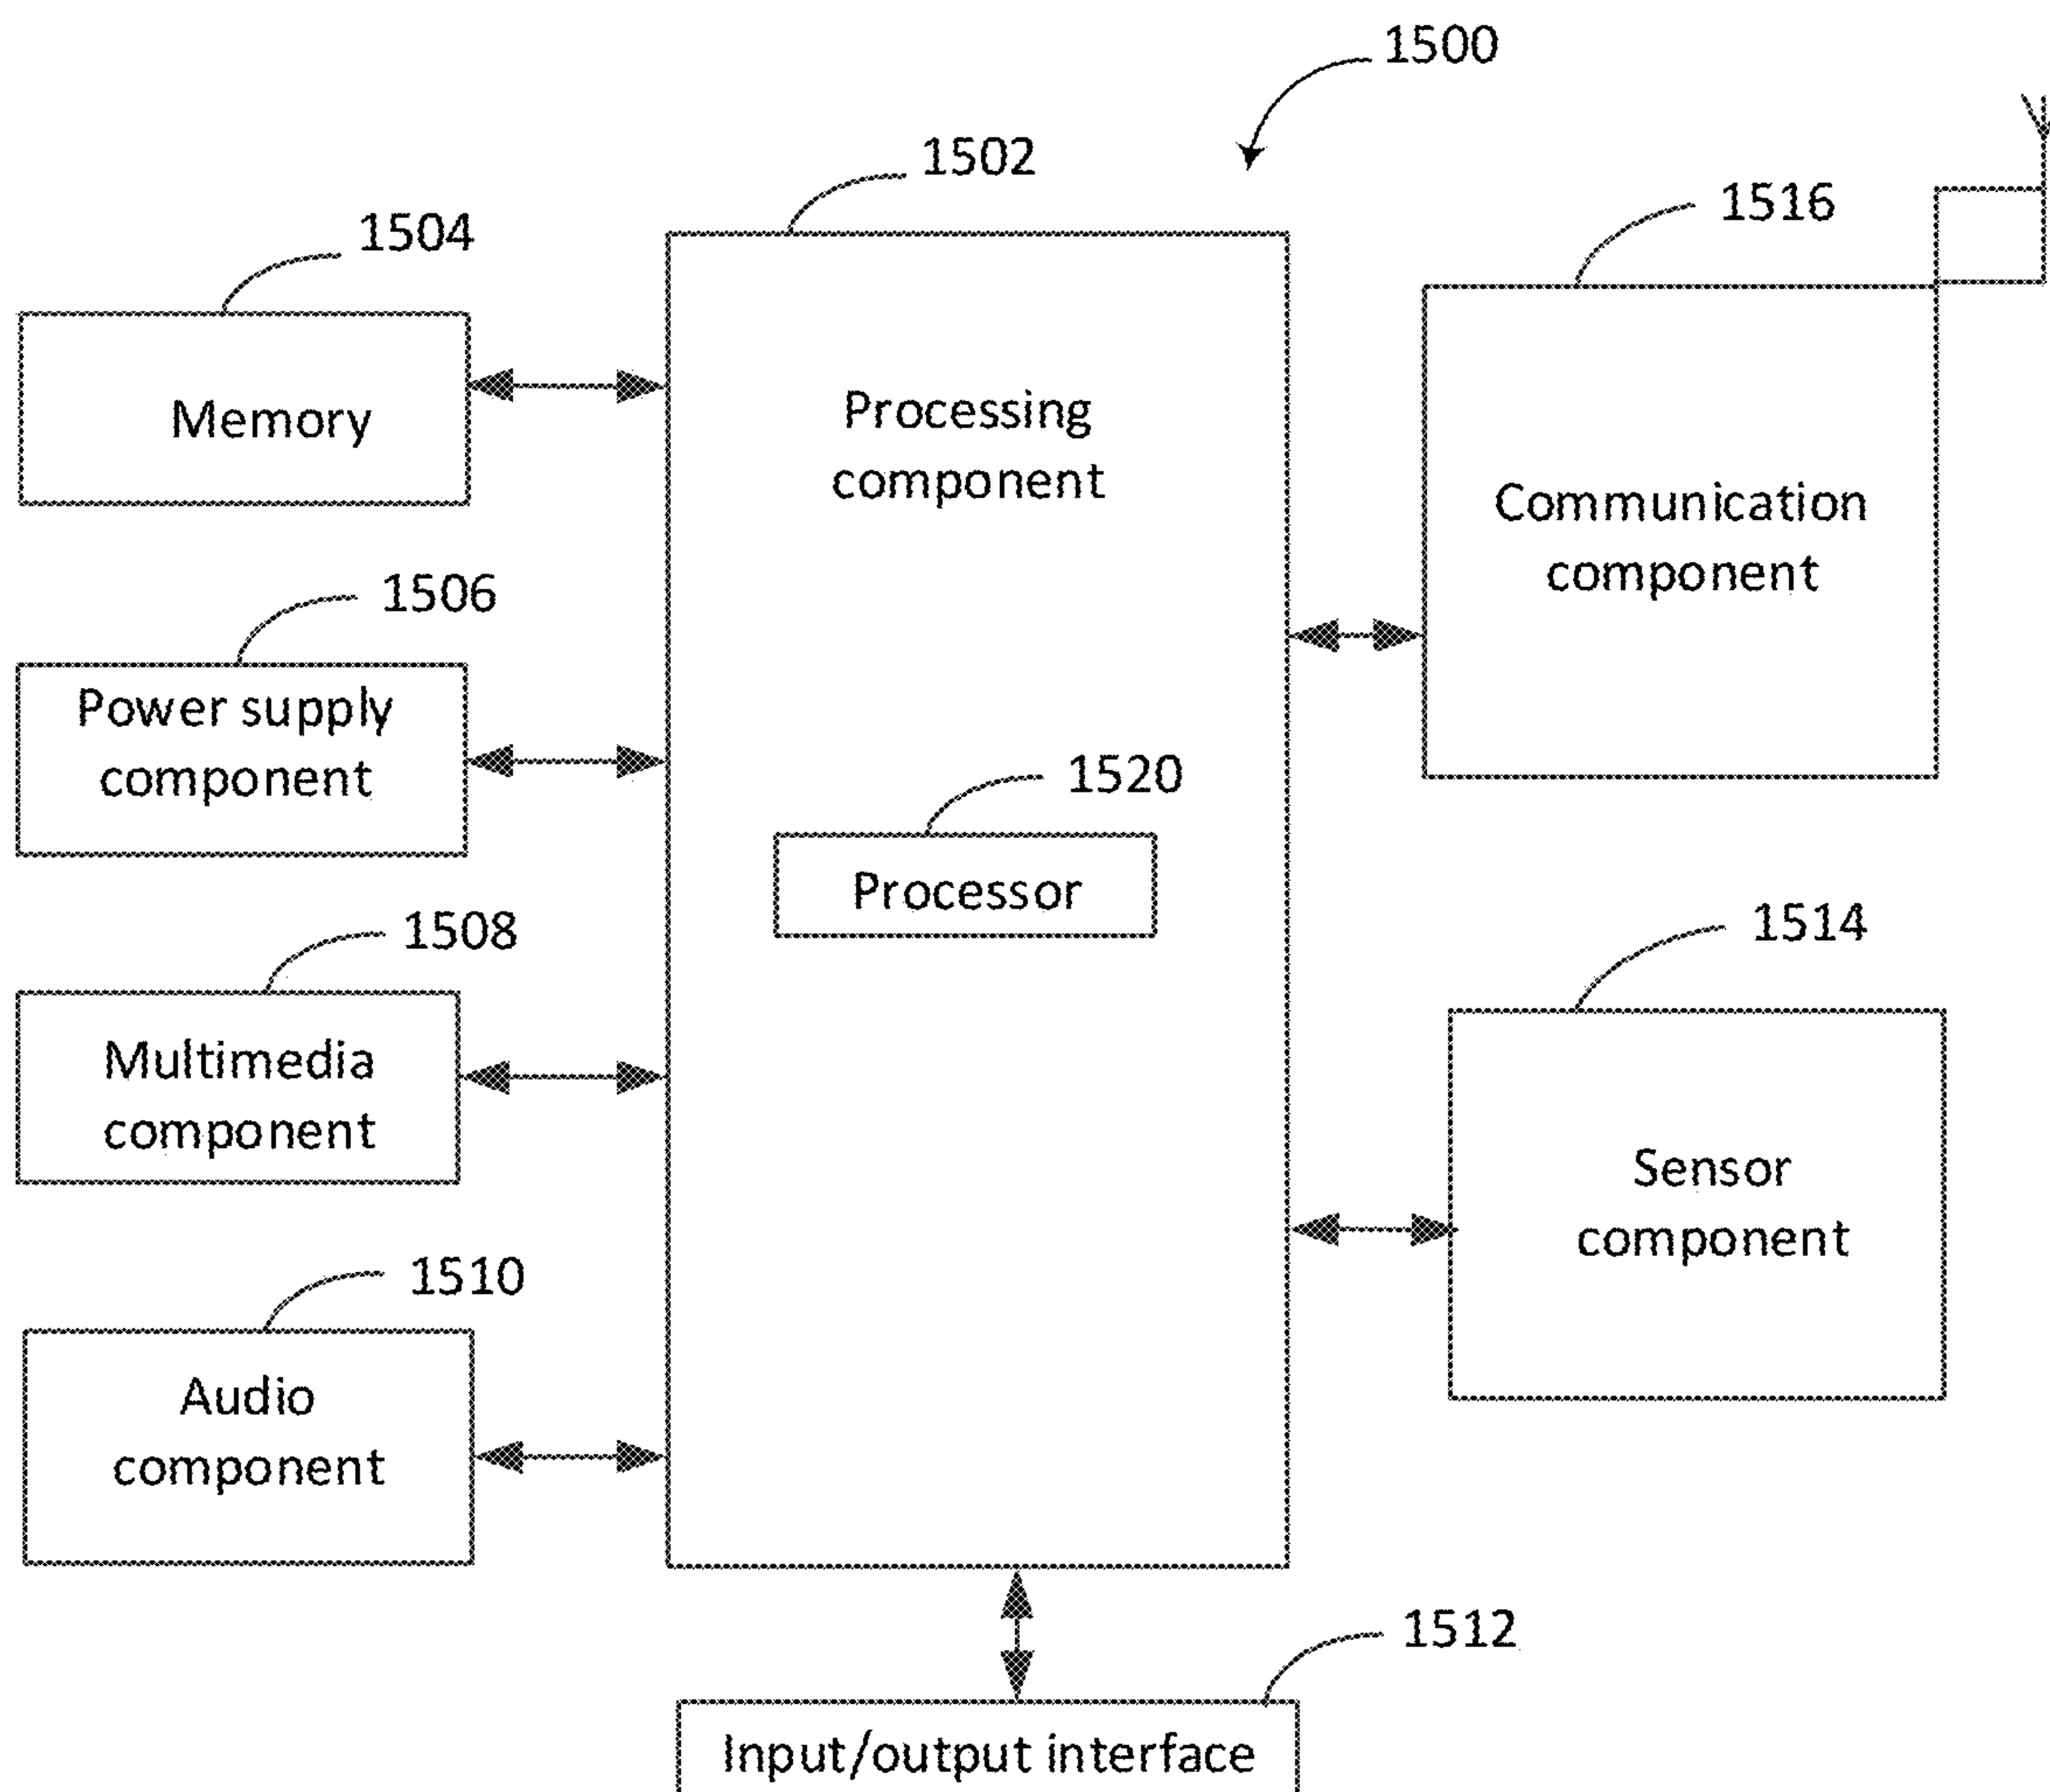 1500
1502
1516
1504
Memory
Processing
component
Communication
component
1506
Power supply
component
1520
Processor
1508
Multimedia
component
1514
Sensor
component
1510
Audio
component
1512
Input/output interface